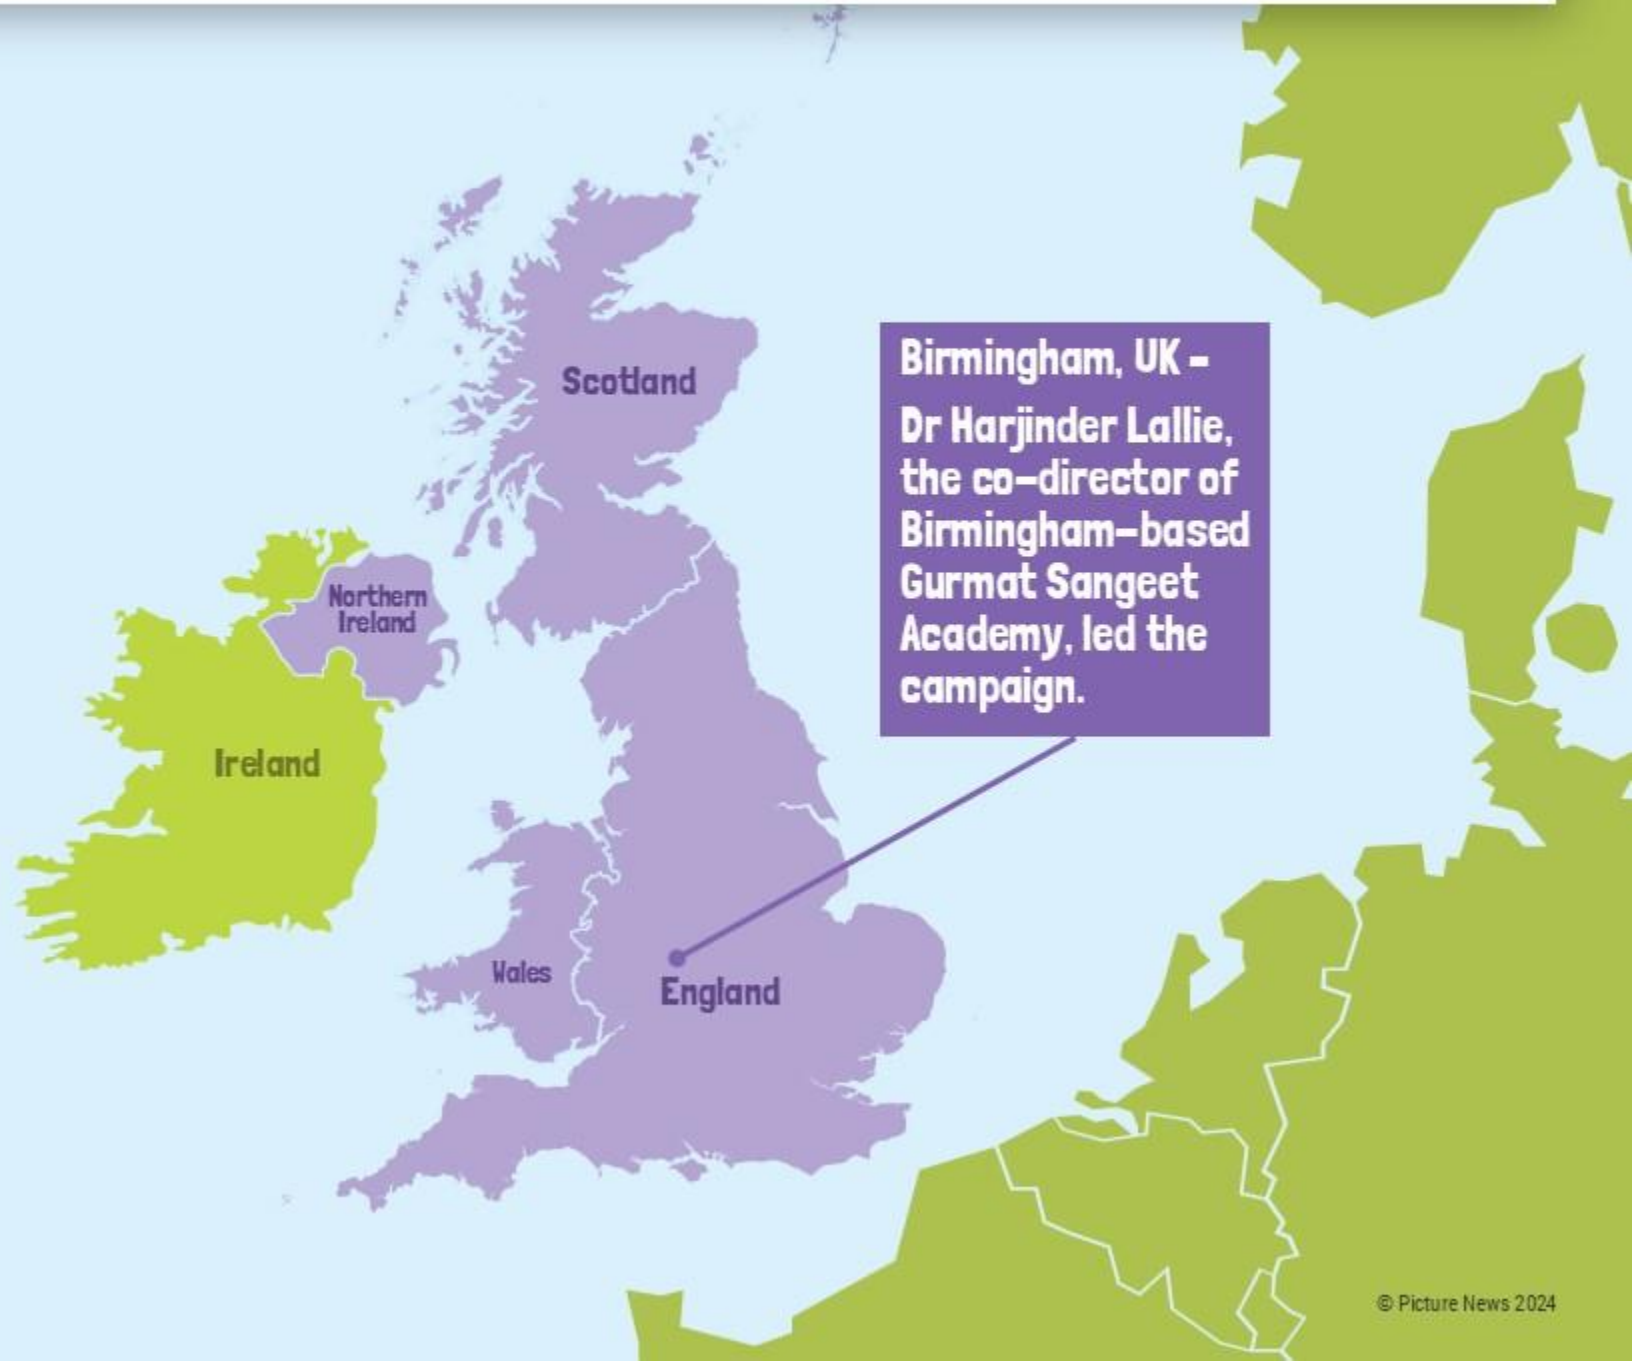 Scotland
Birmingham, UK -
Dr Harjinder Lallie,
the co-director of
Birmingham-based
Gurmat Sangeet
Academy, led the
campaign.
Northern
Ireland
Ireland
Wales
England
© Picture News 2024